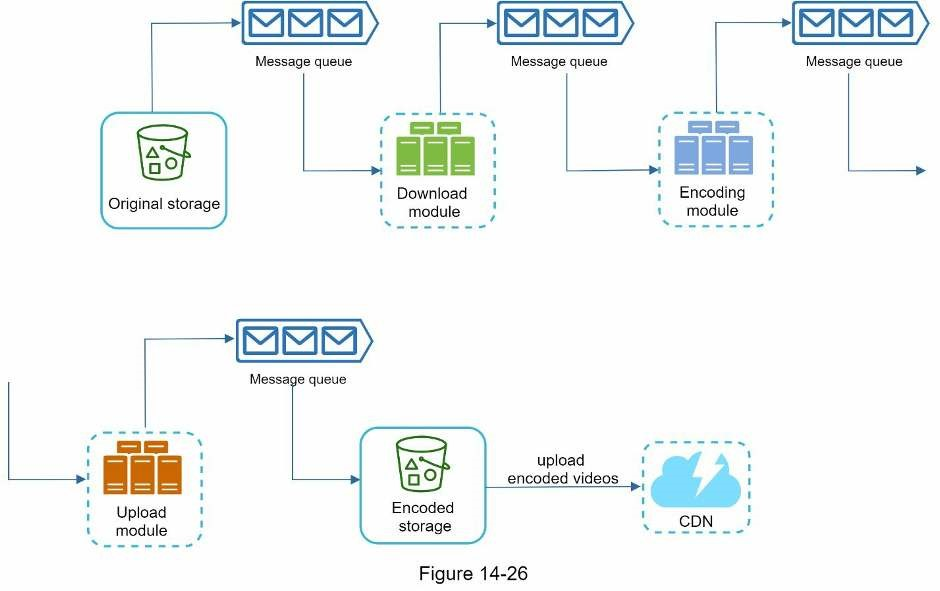 Message queue
Message queue
Message queue
Original storage
Download
module
Encoding
module
Message queue
Upload
module
Encoded
storage
upload
encoded videos
CDN
Figure 14-26